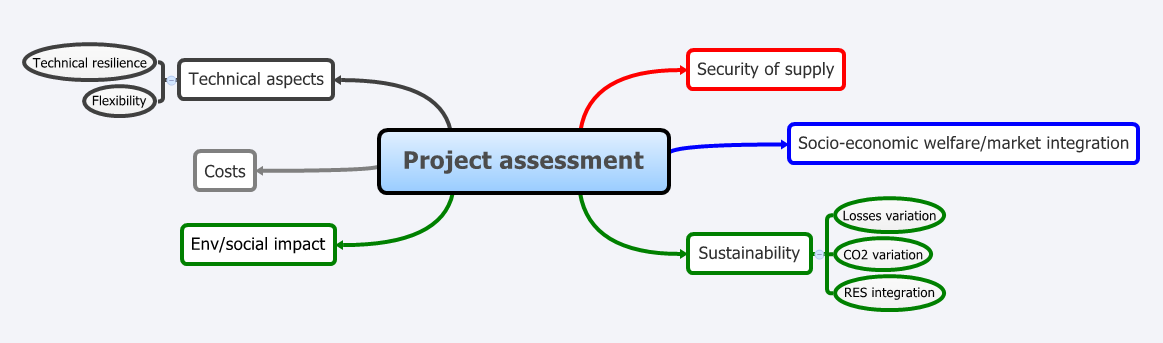 Project assessment
Technical aspects
Technical resilience
Flexibility
Costs
Env/social impact
Security of supply
Socio-economic welfare/market integration
Sustainability
Losses variation
CO2 variation
RES integration